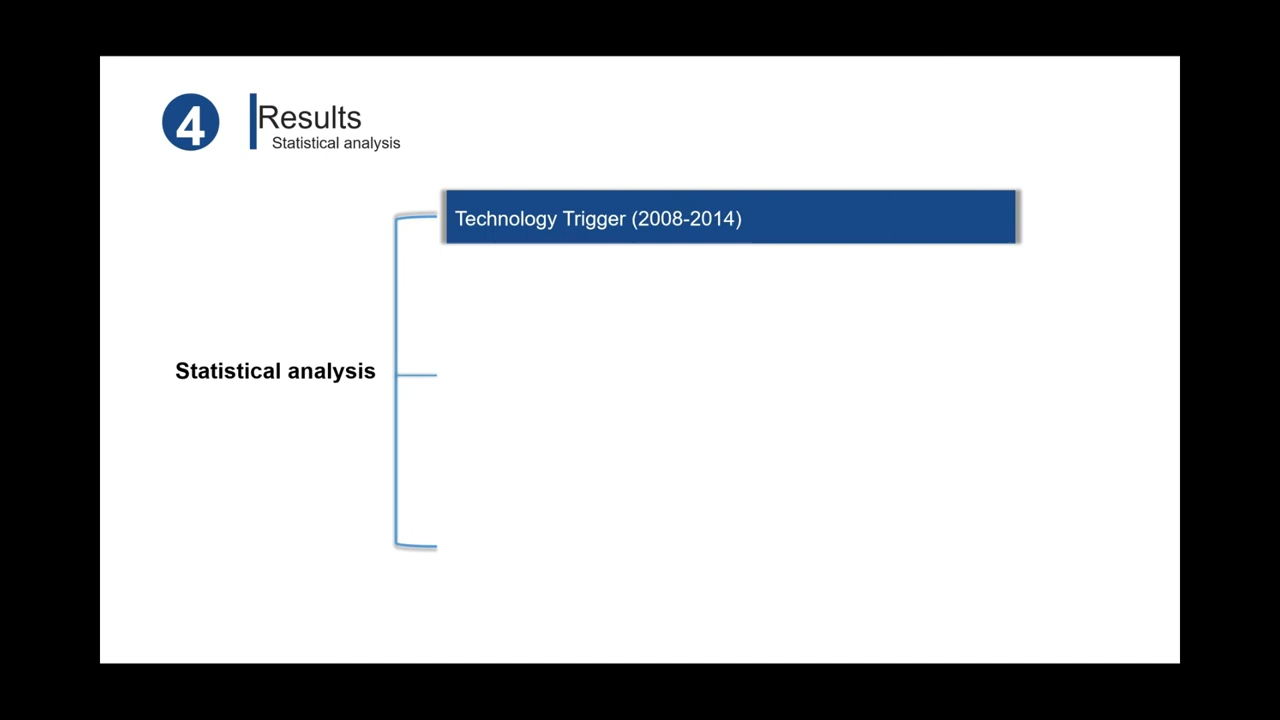 4
Results
Statistical analysis
Technology Trigger (2008-2014)
Statistical analysis